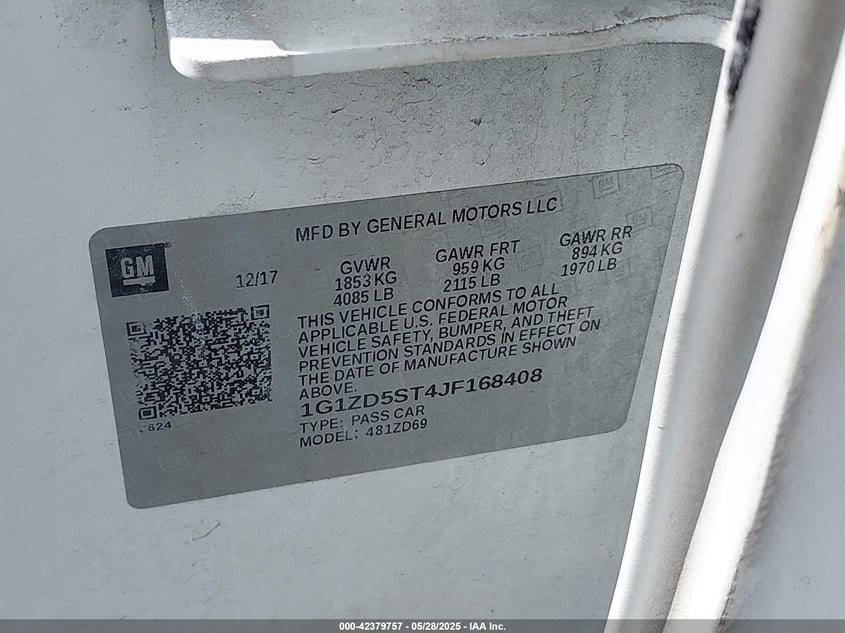 MFD BY GENERAL MOTORS LLC
GM
12/17
GVWR
1853 KG
4085 LB
GAWR FRT
959 KG
2115 LB
GAWR RR
894 KG
1970 LB
THIS VEHICLE CONFORMS TO ALL
APPLICABLE U.S. FEDERAL MOTOR
VEHICLE SAFETY, BUMPER, AND THEFT
PREVENTION STANDARDS IN EFFECT ON
THE DATE OF MANUFACTURE SHOWN
ABOVE.
1G1ZD5ST4JF168408
TYPE: PASS CAR
MODEL: 481ZD69
000-42379757 — 05/28/2025 — IAA Inc.